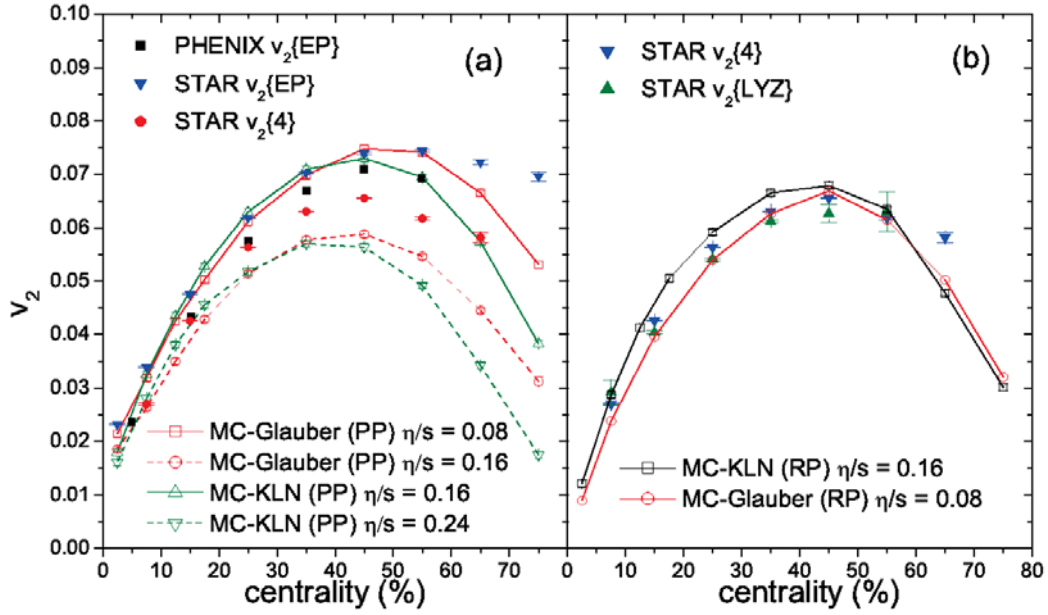 0.10
0.09
0.08
0.07
0.06
0.05
0.04
0.03
0.02
0.01
0.00
v₂
PHENIX v₂{EP}
STAR v₂{EP}
STAR v₂{4}
(a)
MC-Glauber (PP) η/s = 0.08
MC-Glauber (PP) η/s = 0.16
MC-KLN (PP) η/s = 0.16
MC-KLN (PP) η/s = 0.24
0 10 20 30 40 50 60 70 80
centrality (%)
STAR v₂{4}
STAR v₂{LYZ}
(b)
MC-KLN (RP) η/s = 0.16
MC-Glauber (RP) η/s = 0.08
10 20 30 40 50 60 70 80
centrality (%)